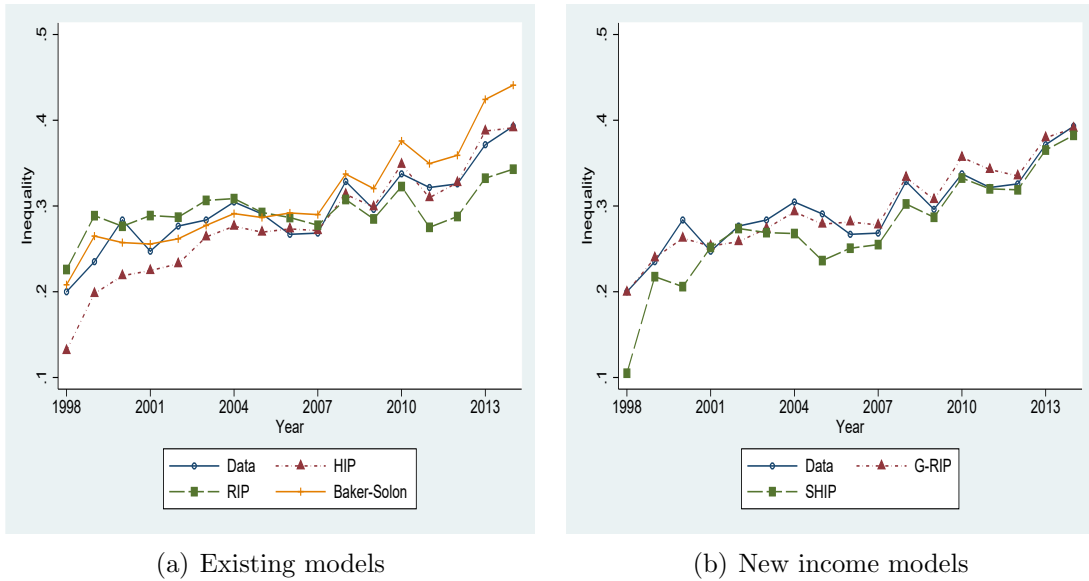 .5
.4
.3
.2
.1
Inequality
1998 2001 2004 2007 2010 2013
Year
Data HIP
RIP Baker-Solon
(a) Existing models
.5
.4
.3
.2
.1
Inequality
1998 2001 2004 2007 2010 2013
Year
Data G-RIP
SHIP
(b) New income models